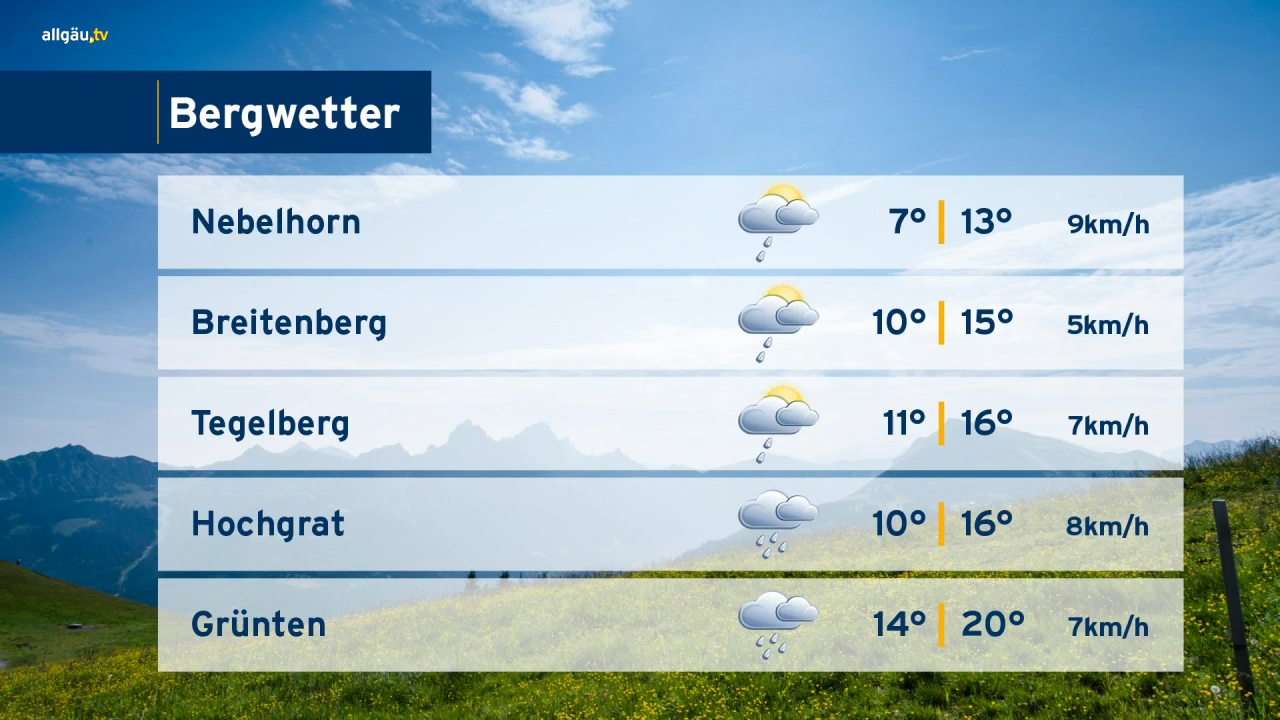 allgäu.tv
Bergwetter
Nebelhorn 7° 13° 9km/h
Breitenberg 10° 15° 5km/h
Tegelberg 11° 16° 7km/h
Hochgrat 10° 16° 8km/h
Grünten 14° 20° 7km/h